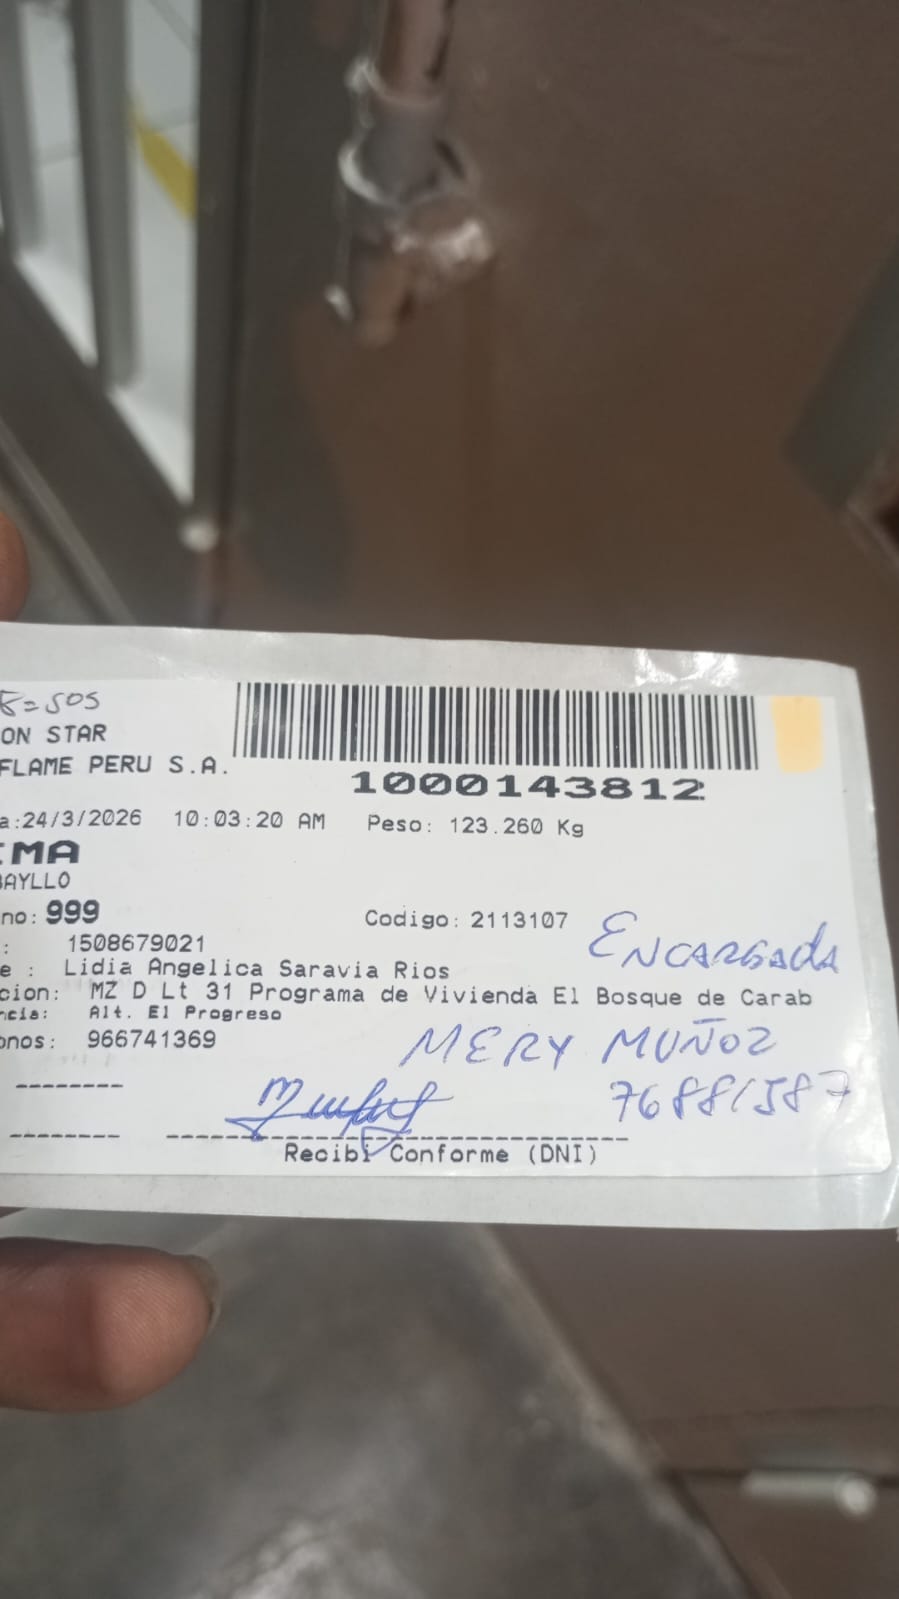 =505
ON STAR
FLAME PERU S.A.
1000143812
a:24/3/2026 10:03:20 AM Peso: 123.260 Kg
MA
AYLLO
no: 999 Codigo: 2113107
ENCARGADA
: 1508679021
e : Lidia Angelica Saravia Rios
cion: MZ D Lt 31 Programa de Vivienda El Bosque de Carab
ncia: Alt. El Progreso
onos: 966741369
MERY MUÑOZ
76881587
Recibi Conforme (DNI)